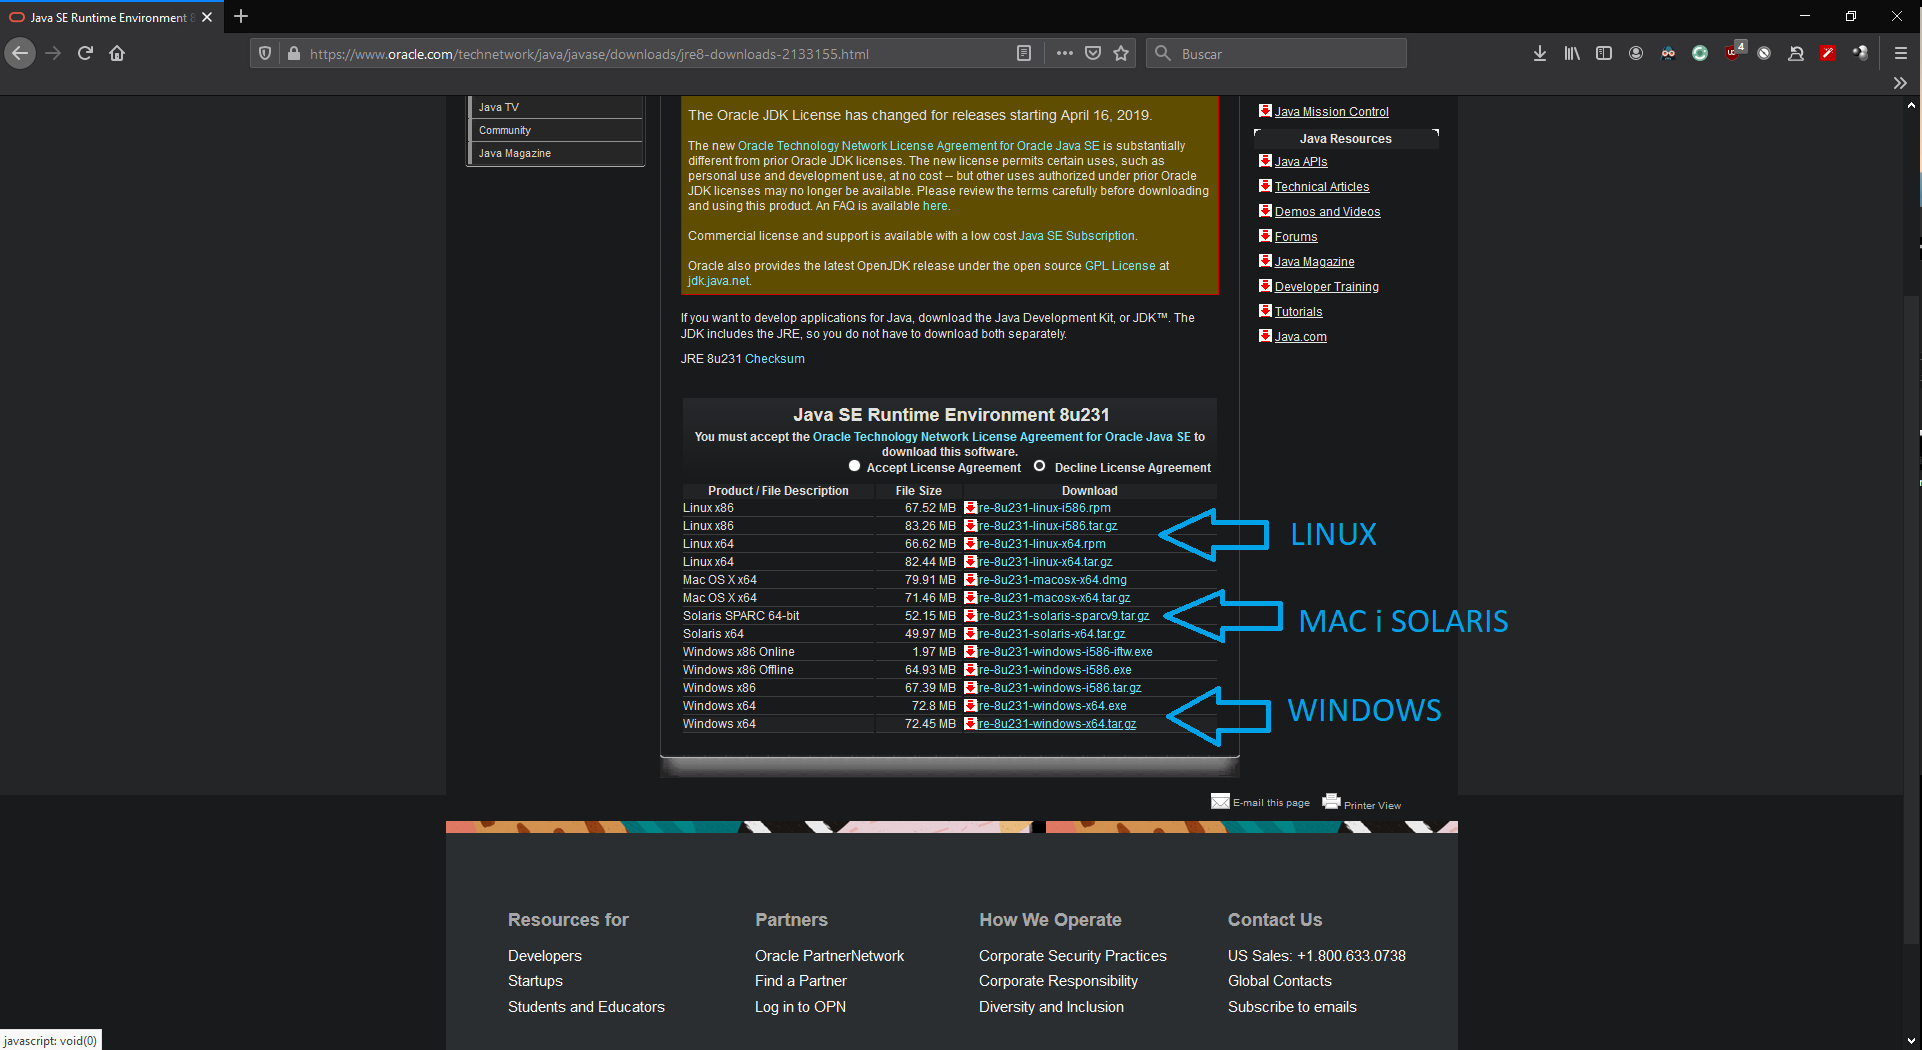 Java SE Runtime Environment 8
https://www.oracle.com/technetwork/java/javase/downloads/jre8-downloads-2133155.html
Buscar
4
Java TV
Community
Java Magazine
The Oracle JDK License has changed for releases starting April 16, 2019.
The new Oracle Technology Network License Agreement for Oracle Java SE is substantially
different from prior Oracle JDK licenses. The new license permits certain uses, such as
personal use and development use, at no cost -- but other uses authorized under prior Oracle
JDK licenses may no longer be available. Please review the terms carefully before downloading
and using this product. An FAQ is available here.
Commercial license and support is available with a low cost Java SE Subscription.
Oracle also provides the latest OpenJDK release under the open source GPL License at
jdk.java.net.
If you want to develop applications for Java, download the Java Development Kit, or JDK™. The
JDK includes the JRE, so you do not have to download both separately.
JRE 8u231 Checksum
Java SE Runtime Environment 8u231
You must accept the Oracle Technology Network License Agreement for Oracle Java SE to
download this software.
Accept License Agreement Decline License Agreement
Product / File Description File Size Download
Linux x86 67.52 MB jre-8u231-linux-i586.rpm
Linux x86 83.26 MB jre-8u231-linux-i586.tar.gz
Linux x64 66.62 MB jre-8u231-linux-x64.rpm
Linux x64 82.44 MB jre-8u231-linux-x64.tar.gz
Mac OS X x64 79.91 MB jre-8u231-macosx-x64.dmg
Mac OS X x64 71.46 MB jre-8u231-macosx-x64.tar.gz
Solaris SPARC 64-bit 52.15 MB jre-8u231-solaris-sparcv9.tar.gz
Solaris x64 49.97 MB jre-8u231-solaris-x64.tar.gz
Windows x86 Online 1.97 MB jre-8u231-windows-i586-iftw.exe
Windows x86 Offline 64.93 MB jre-8u231-windows-i586.exe
Windows x86 67.39 MB jre-8u231-windows-i586.tar.gz
Windows x64 72.8 MB jre-8u231-windows-x64.exe
Windows x64 72.45 MB jre-8u231-windows-x64.tar.gz
LINUX
MAC i SOLARIS
WINDOWS
Java Mission Control
Java Resources
Java APIs
Technical Articles
Demos and Videos
Forums
Java Magazine
Developer Training
Tutorials
Java.com
E-mail this page Printer View
Resources for
Developers
Startups
Students and Educators
Partners
Oracle PartnerNetwork
Find a Partner
Log in to OPN
How We Operate
Corporate Security Practices
Corporate Responsibility
Diversity and Inclusion
Contact Us
US Sales: +1.800.633.0738
Global Contacts
Subscribe to emails
javascript: void(0)